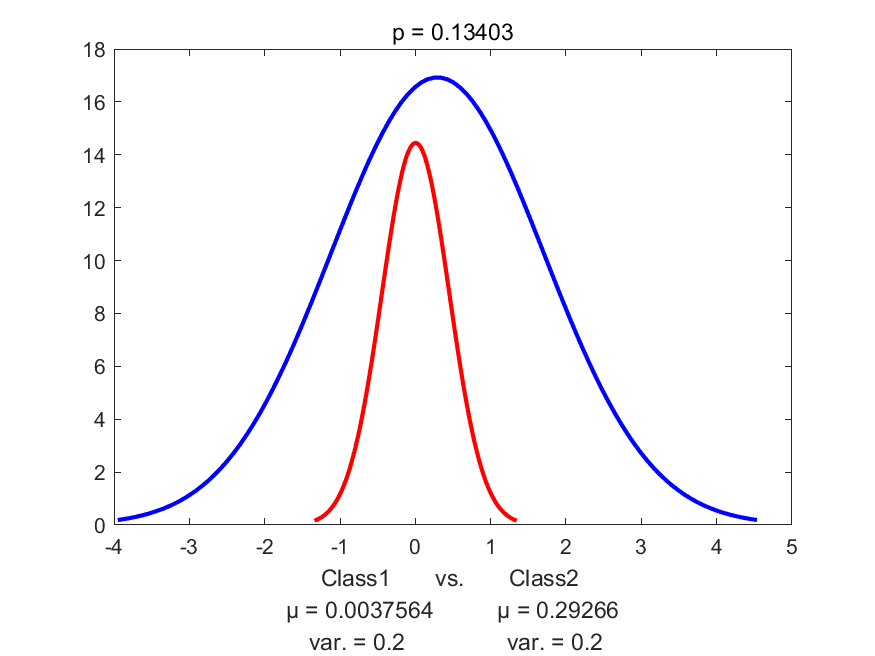 p = 0.13403
18
16
14
12
10
8
6
4
2
0
-4 -3 -2 -1 0 1 2 3 4 5
Class1 vs. Class2
μ = 0.0037564 μ = 0.29266
var. = 0.2 var. = 0.2